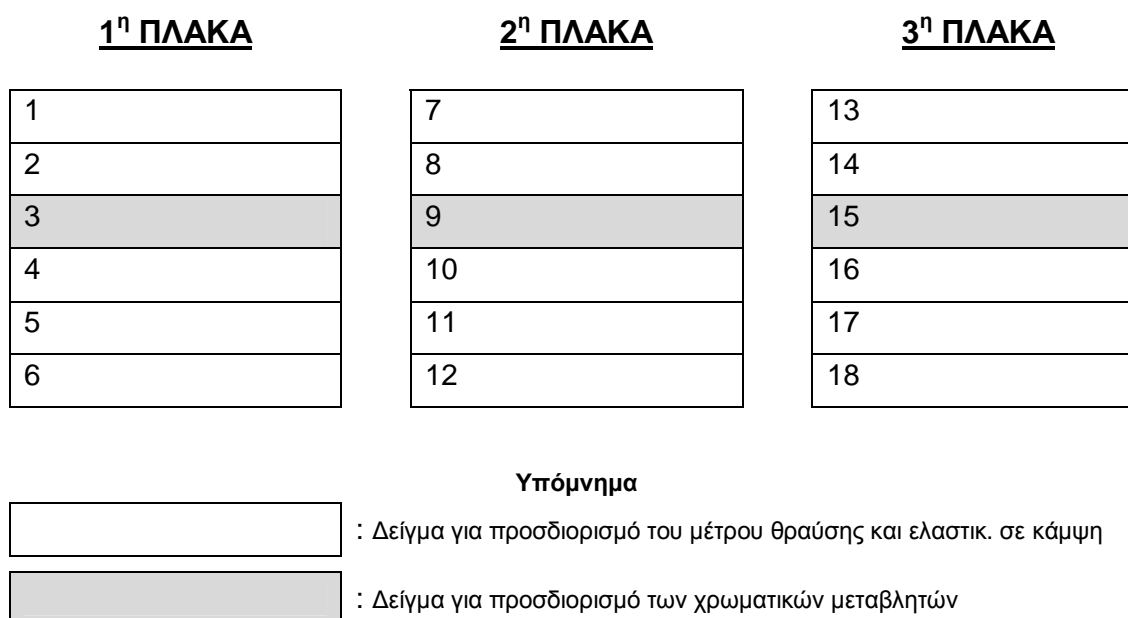 1η ΠΛΑΚΑ 2η ΠΛΑΚΑ 3η ΠΛΑΚΑ
1 7 13
2 8 14
3 9 15
4 10 16
5 11 17
6 12 18
Υπόμνημα
: Δείγμα για προσδιορισμό του μέτρου θραύσης και ελαστικ. σε κάμψη
: Δείγμα για προσδιορισμό των χρωματικών μεταβλητών